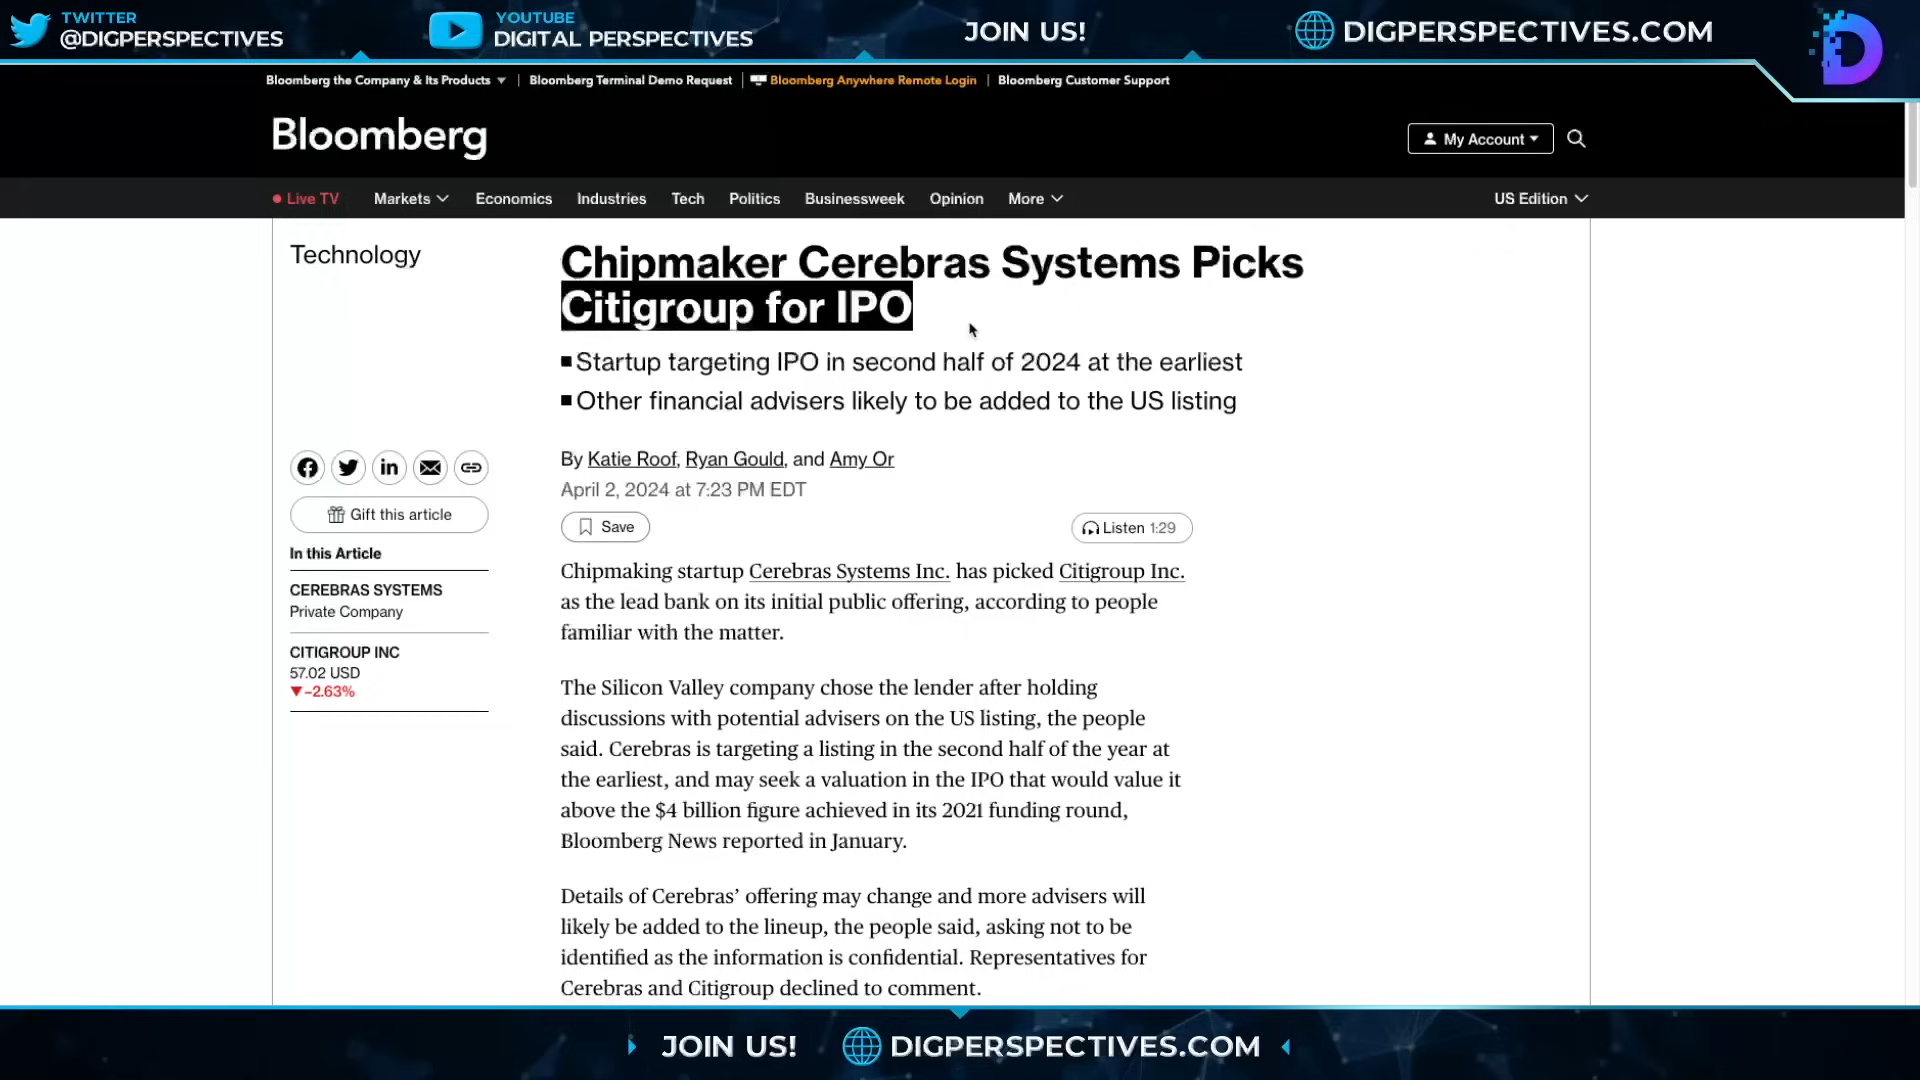 TWITTER
@DIGPERSPECTIVES
YOUTUBE
DIGITAL PERSPECTIVES
JOIN US!
DIGPERSPECTIVES.COM
Bloomberg the Company & Its Products
Bloomberg Terminal Demo Request
Bloomberg Anywhere Remote Login
Bloomberg Customer Support
Bloomberg
My Account
Live TV
Markets
Economics
Industries
Tech
Politics
Businessweek
Opinion
More
US Edition
Technology
Chipmaker Cerebras Systems Picks
Citigroup for IPO
Startup targeting IPO in second half of 2024 at the earliest
Other financial advisers likely to be added to the US listing
By Katie Roof, Ryan Gould, and Amy Or
April 2, 2024 at 7:23 PM EDT
Save
Listen 1:29
Gift this article
In this Article
CEREBRAS SYSTEMS
Private Company
CITIGROUP INC
57.02 USD
▼-2.63%
Chipmaking startup Cerebras Systems Inc. has picked Citigroup Inc.
as the lead bank on its initial public offering, according to people
familiar with the matter.
The Silicon Valley company chose the lender after holding
discussions with potential advisers on the US listing, the people
said. Cerebras is targeting a listing in the second half of the year at
the earliest, and may seek a valuation in the IPO that would value it
above the $4 billion figure achieved in its 2021 funding round,
Bloomberg News reported in January.
Details of Cerebras’ offering may change and more advisers will
likely be added to the lineup, the people said, asking not to be
identified as the information is confidential. Representatives for
Cerebras and Citigroup declined to comment.
JOIN US!
DIGPERSPECTIVES.COM